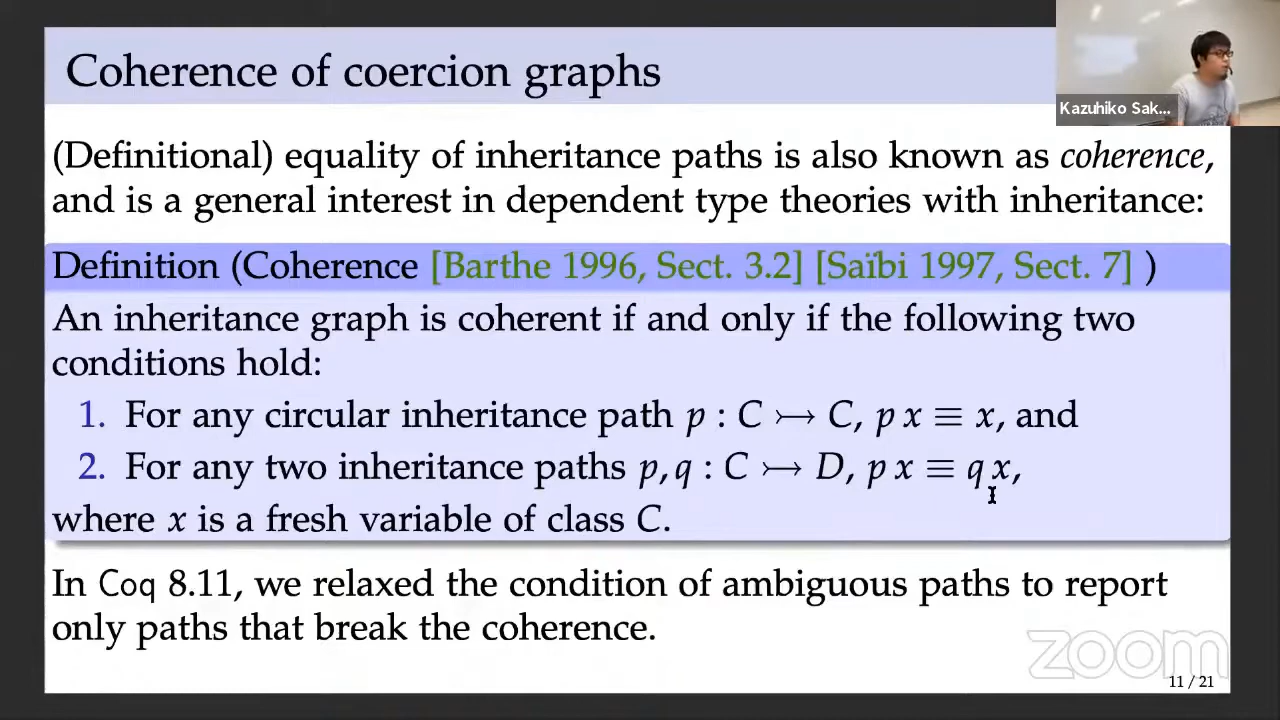 Coherence of coercion graphs
Kazuhiko Sak...
(Definitional) equality of inheritance paths is also known as coherence,
and is a general interest in dependent type theories with inheritance:
Definition (Coherence [Barthe 1996, Sect. 3.2] [Saïbi 1997, Sect. 7] )
An inheritance graph is coherent if and only if the following two
conditions hold:
1. For any circular inheritance path p : C ↣ C, p x ≡ x, and
2. For any two inheritance paths p, q : C ↣ D, p x ≡ q x,
where x is a fresh variable of class C.
In Coq 8.11, we relaxed the condition of ambiguous paths to report
only paths that break the coherence.
zoom
11 / 21